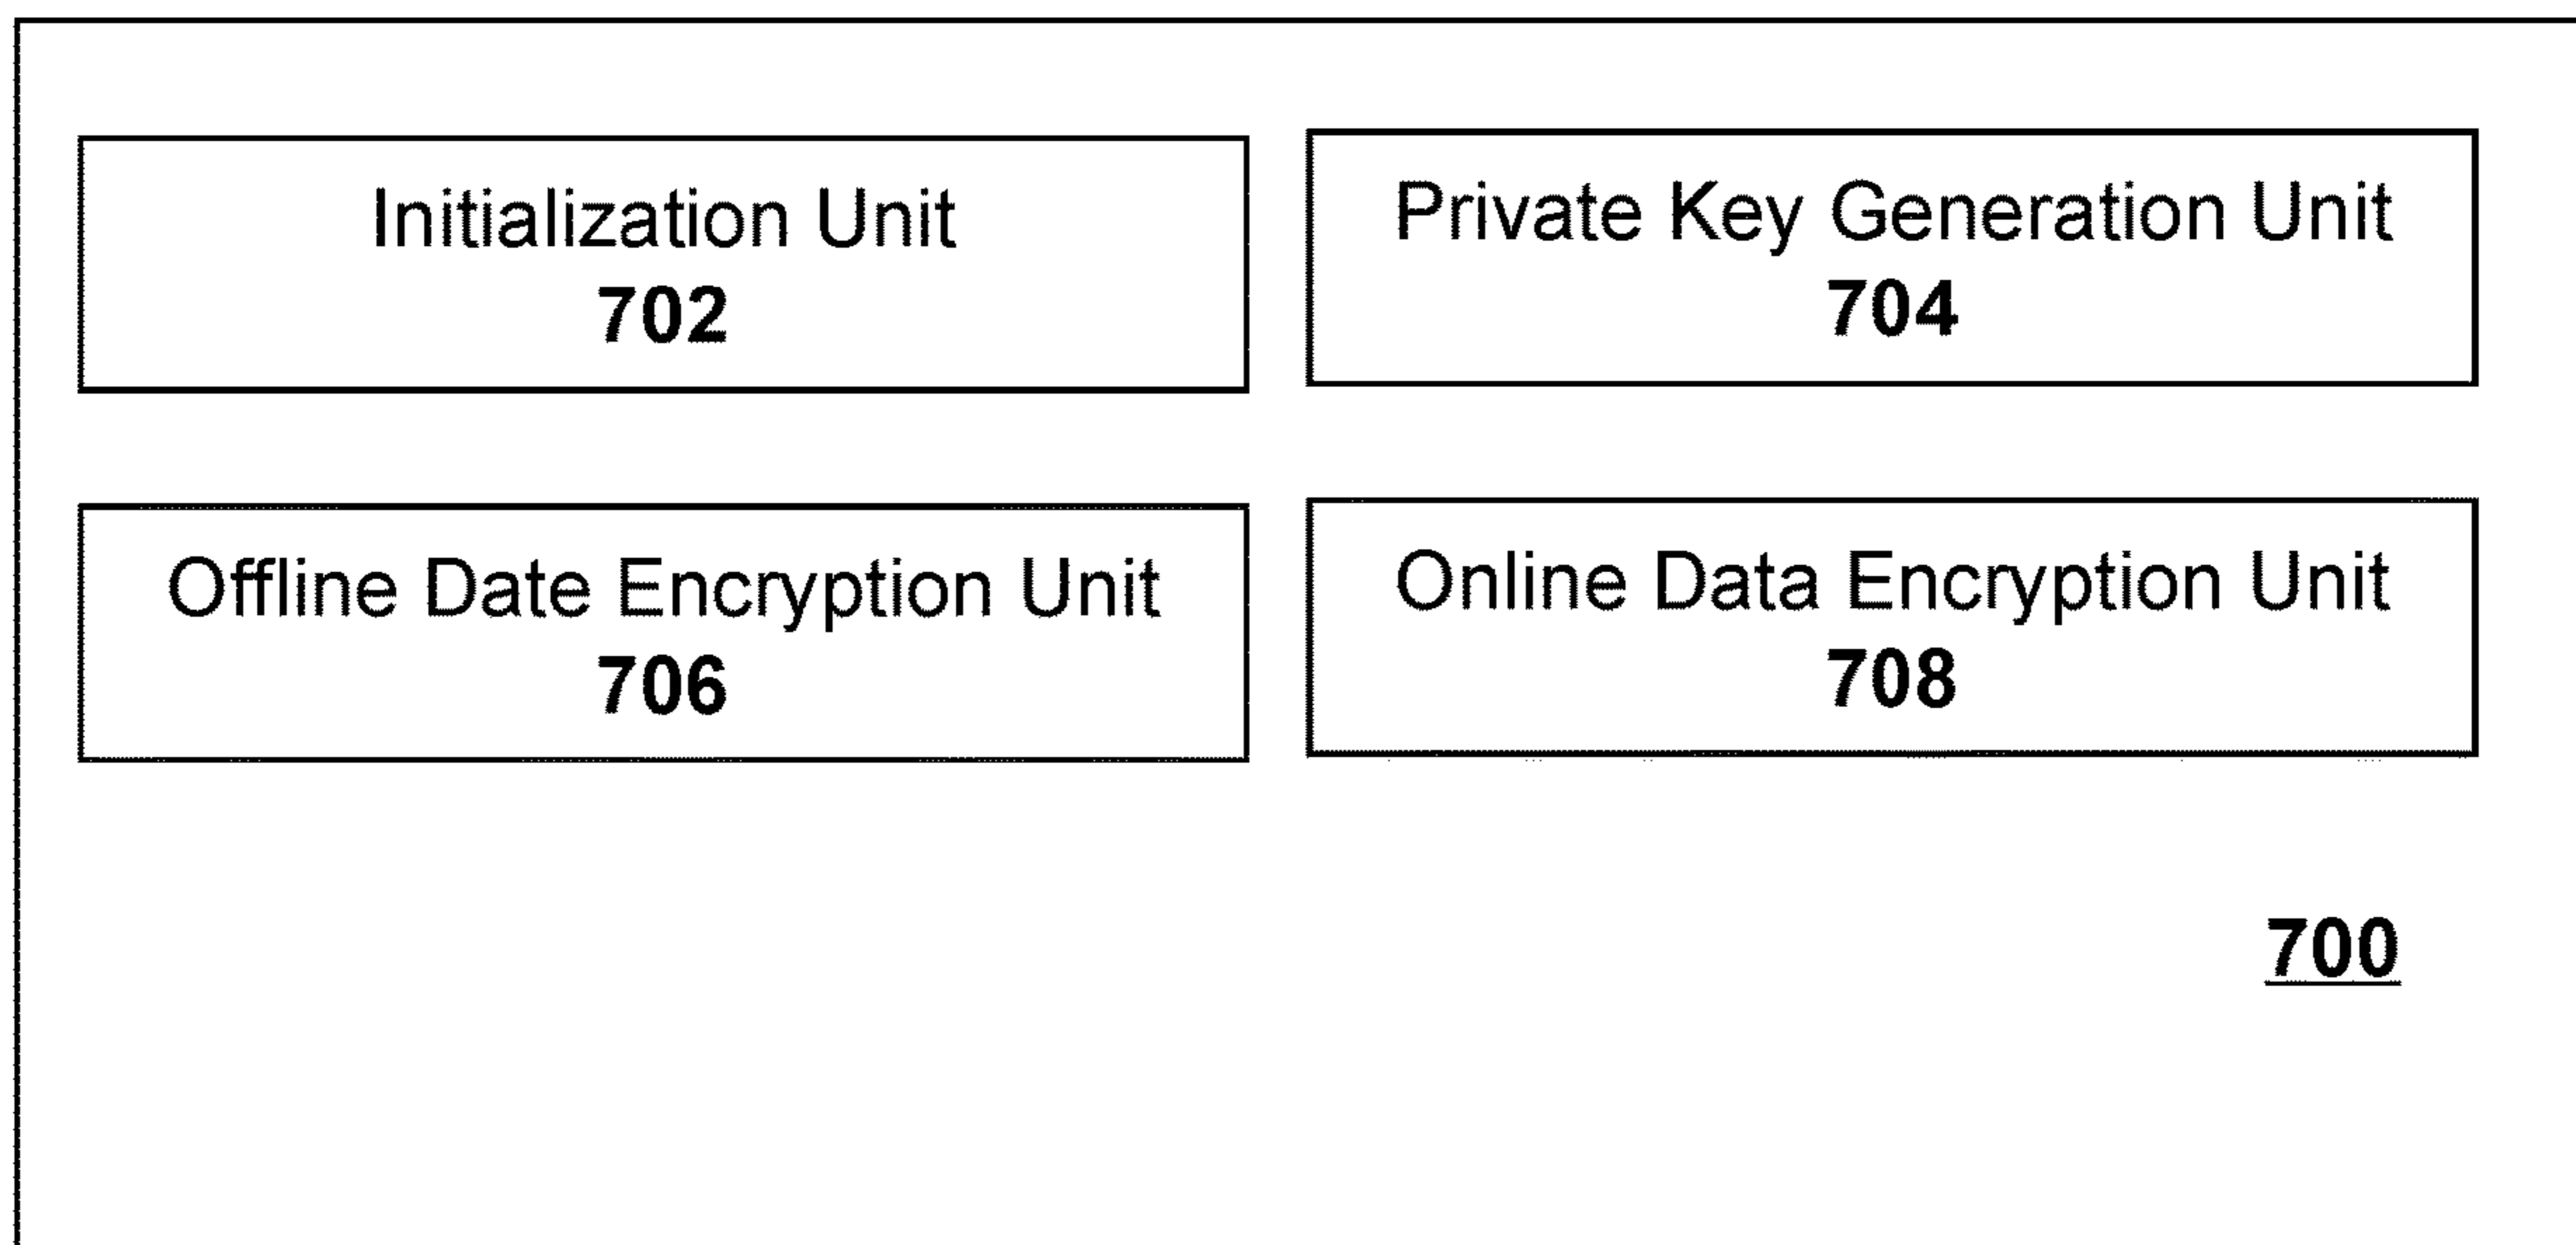 Initialization Unit
702
Private Key Generation Unit
704
Offline Date Encryption Unit
706
Online Data Encryption Unit
708
700